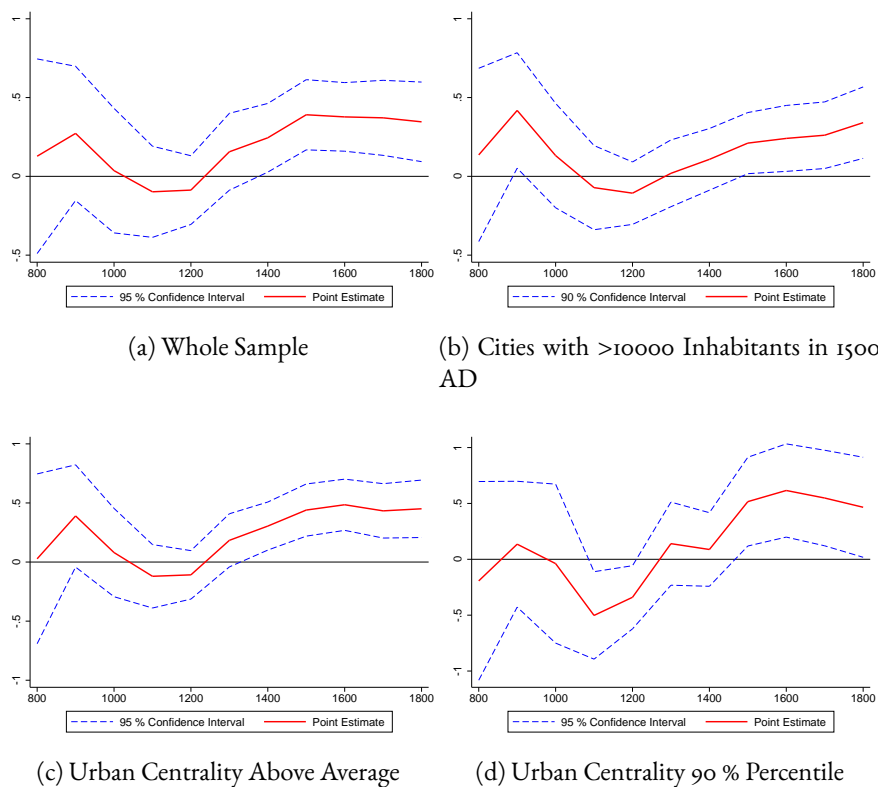 1
.5
0
-.5
800 1000 1200 1400 1600 1800
95 % Confidence Interval Point Estimate
(a) Whole Sample
1
.5
0
-.5
800 1000 1200 1400 1600 1800
90 % Confidence Interval Point Estimate
(b) Cities with >10000 Inhabitants in 1500
AD
1
.5
0
-.5
-1
800 1000 1200 1400 1600 1800
95 % Confidence Interval Point Estimate
(c) Urban Centrality Above Average
1
.5
0
-.5
-1
800 1000 1200 1400 1600 1800
95 % Confidence Interval Point Estimate
(d) Urban Centrality 90 % Percentile